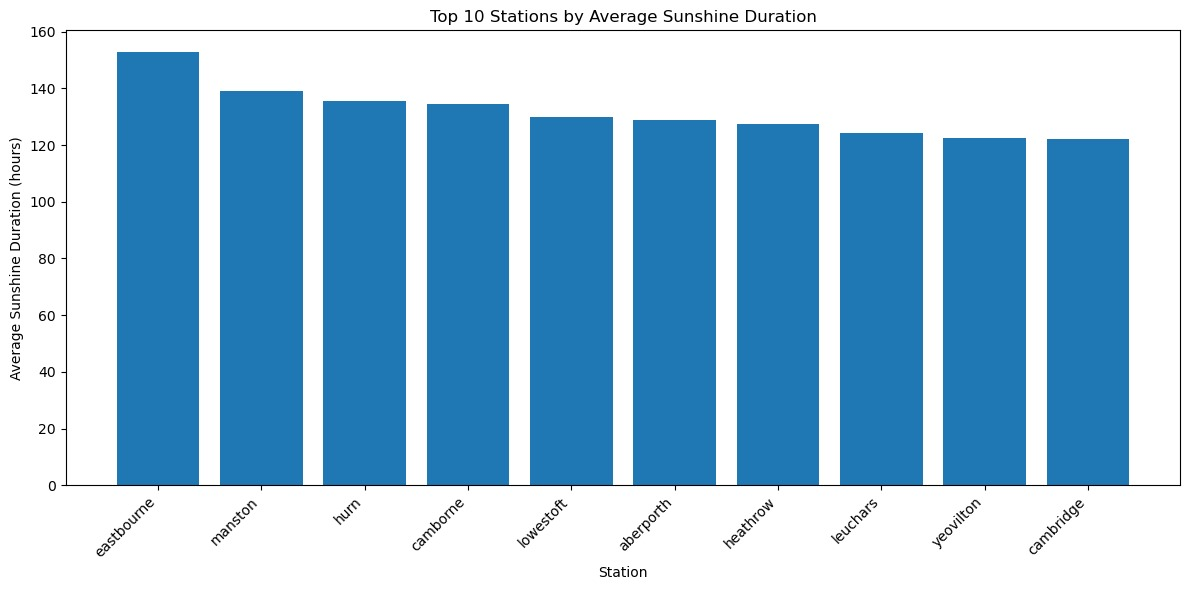 Top 10 Stations by Average Sunshine Duration
Average Sunshine Duration (hours)
160
140
120
100
80
60
40
20
0
eastbourne
manston
hurn
camborne
lowestoft
aberporth
heathrow
leuchars
yeovilton
cambridge
Station